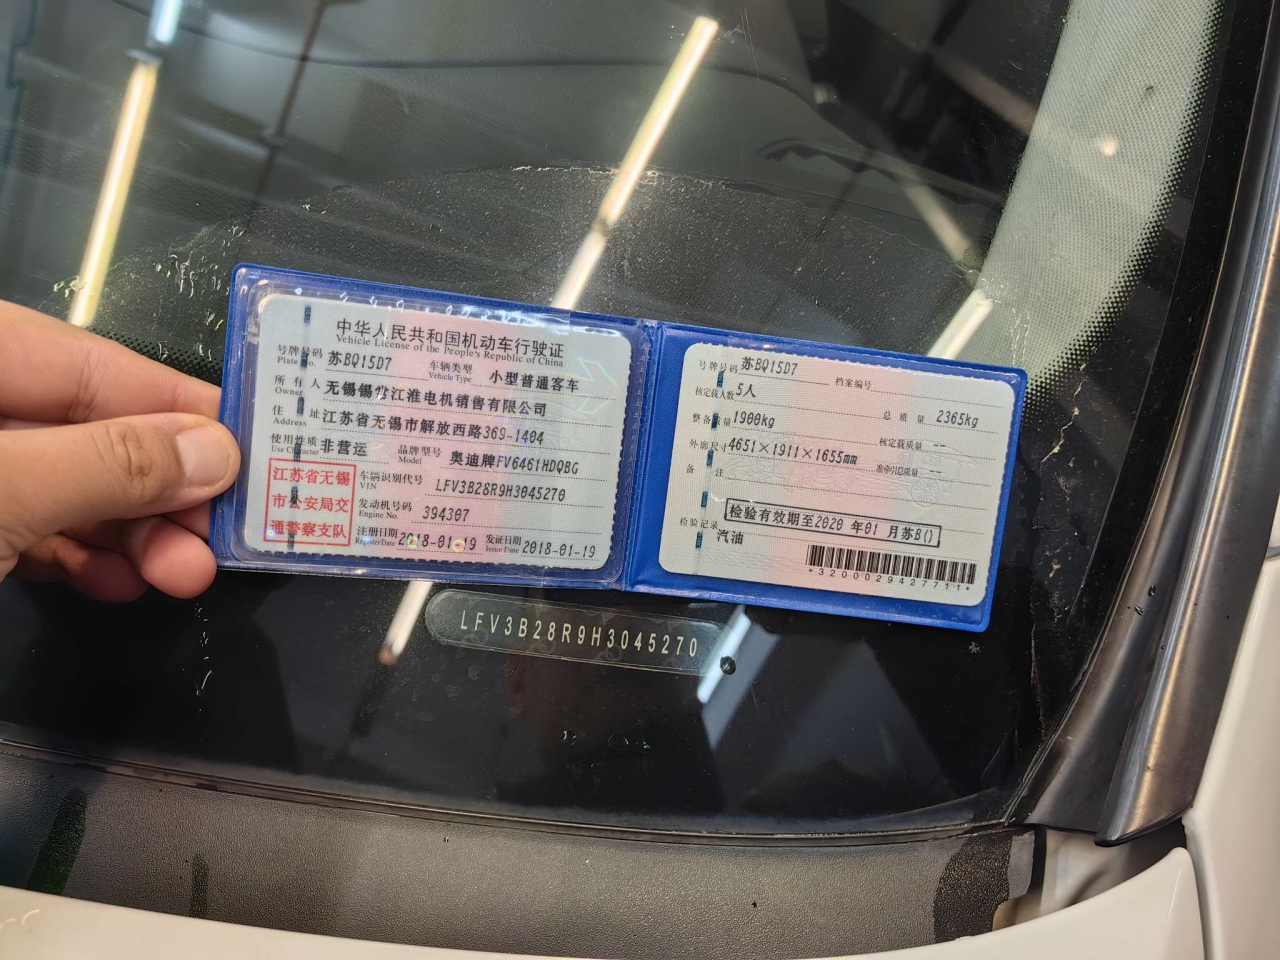 中华人民共和国机动车行驶证
Vehicle License of the People's Republic of China
号牌号码 苏BQ15D7 车辆类型 小型普通客车
Plate No. Vehicle Type
所有人 无锡锡 江淮电机销售有限公司
Owner
住址 江苏省无锡市解放西路369-1404
Address
使用性质 非营运 品牌型号 奥迪牌FV6461HDQBG
Use Character Model
江苏省无锡
市公安局交
通警察支队
车辆识别代号 LFV3B28R9H3045270
VIN
发动机号码 394307
Engine No.
注册日期 2018-01-19 发证日期 2018-01-19
Register Date Issue Date
号牌号码 苏BQ15D7 档案编号
核定载人数 5人 总质量 2365kg
整备质量 1900kg 核定载质量 --
外廓尺寸 4651×1911×1655mm 准牵引总质量 --
备注
检验有效期至2020 年01 月苏B()
检验记录
汽油
*3200029427711*
LFV3B28R9H3045270